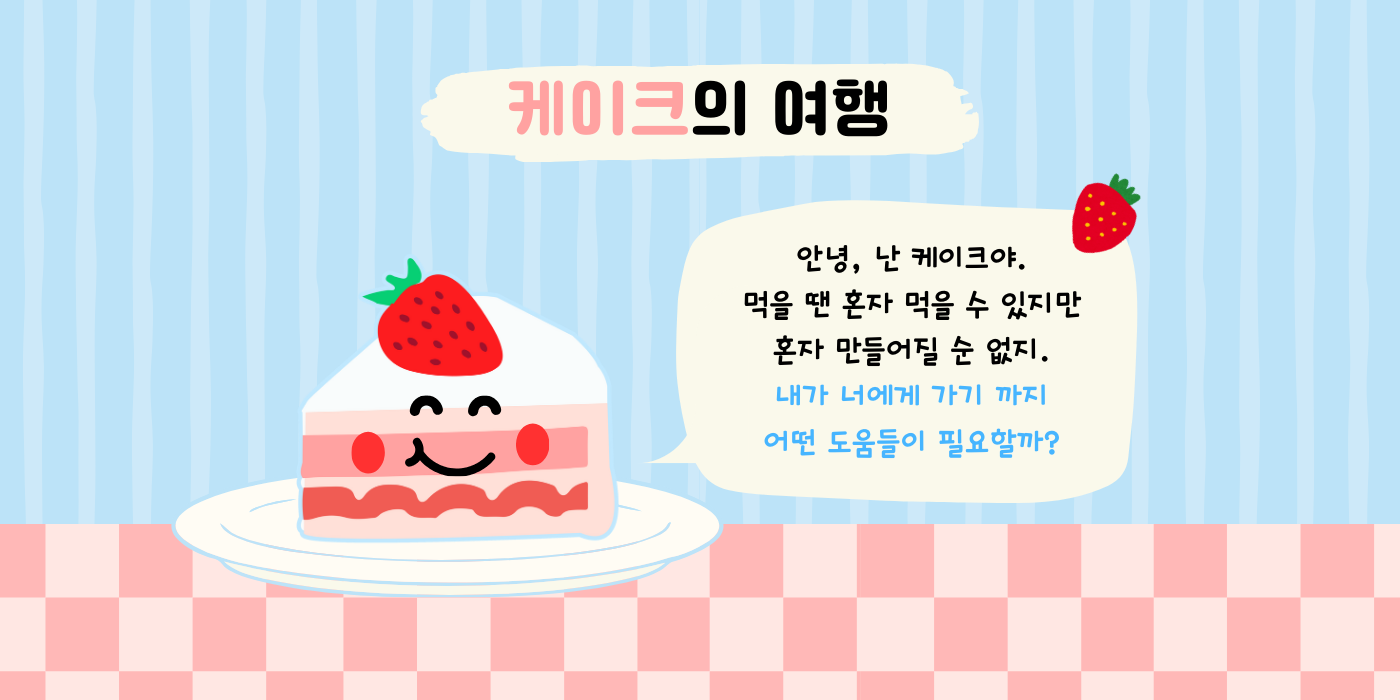 케이크의 여행
안녕, 난 케이크야.
먹을 땐 혼자 먹을 수 있지만
혼자 만들어질 순 없지.
내가 너에게 가기 까지
어떤 도움들이 필요할까?